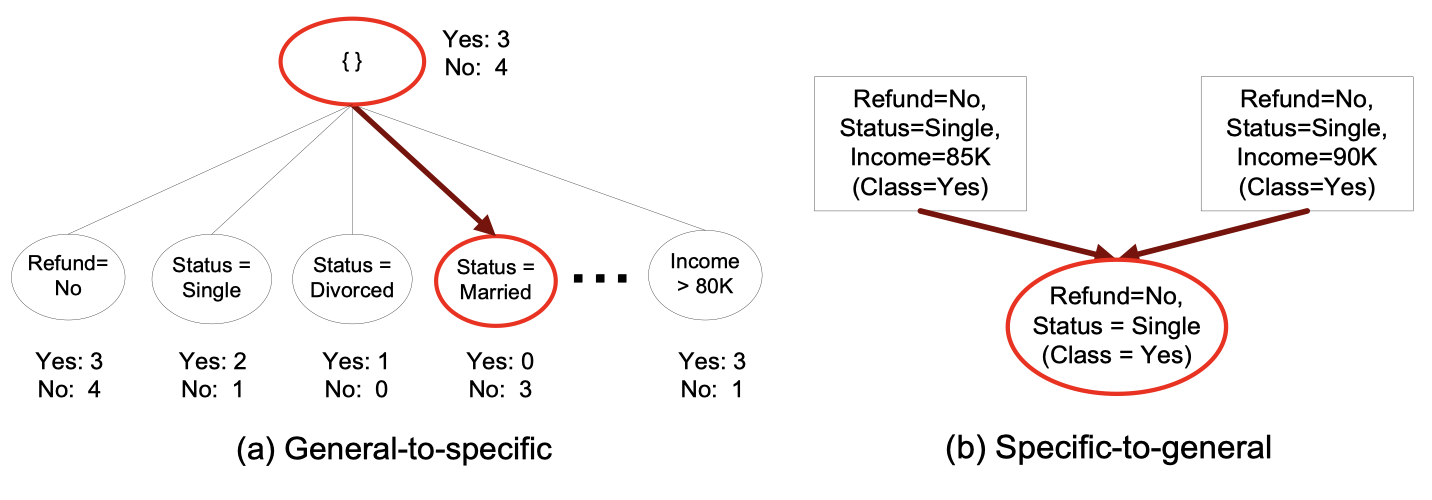 { }
Yes: 3
No: 4
Refund=
No
Yes: 3
No: 4
Status =
Single
Yes: 2
No: 1
Status =
Divorced
Yes: 1
No: 0
Status =
Married
Yes: 0
No: 3
...
Income
> 80K
Yes: 3
No: 1
(a) General-to-specific
Refund=No,
Status=Single,
Income=85K
(Class=Yes)
Refund=No,
Status=Single,
Income=90K
(Class=Yes)
Refund=No,
Status = Single
(Class = Yes)
(b) Specific-to-general